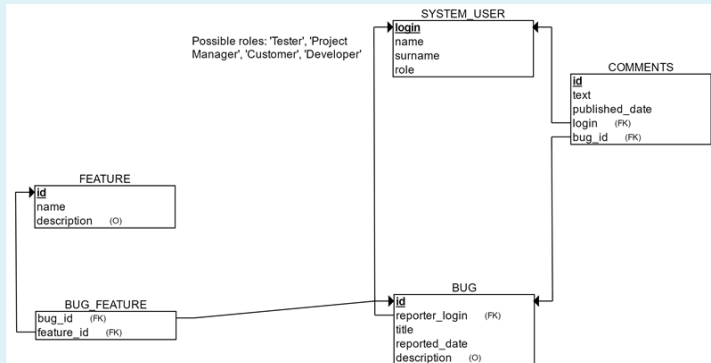 SYSTEM_USER
login
name
surname
role
Possible roles: 'Tester', 'Project
Manager', 'Customer', 'Developer'
COMMENTS
id
text
published_date
login (FK)
bug_id (FK)
FEATURE
id
name
description (O)
BUG_FEATURE
bug_id (FK)
feature_id (FK)
BUG
id
reporter_login (FK)
title
reported_date
description (O)